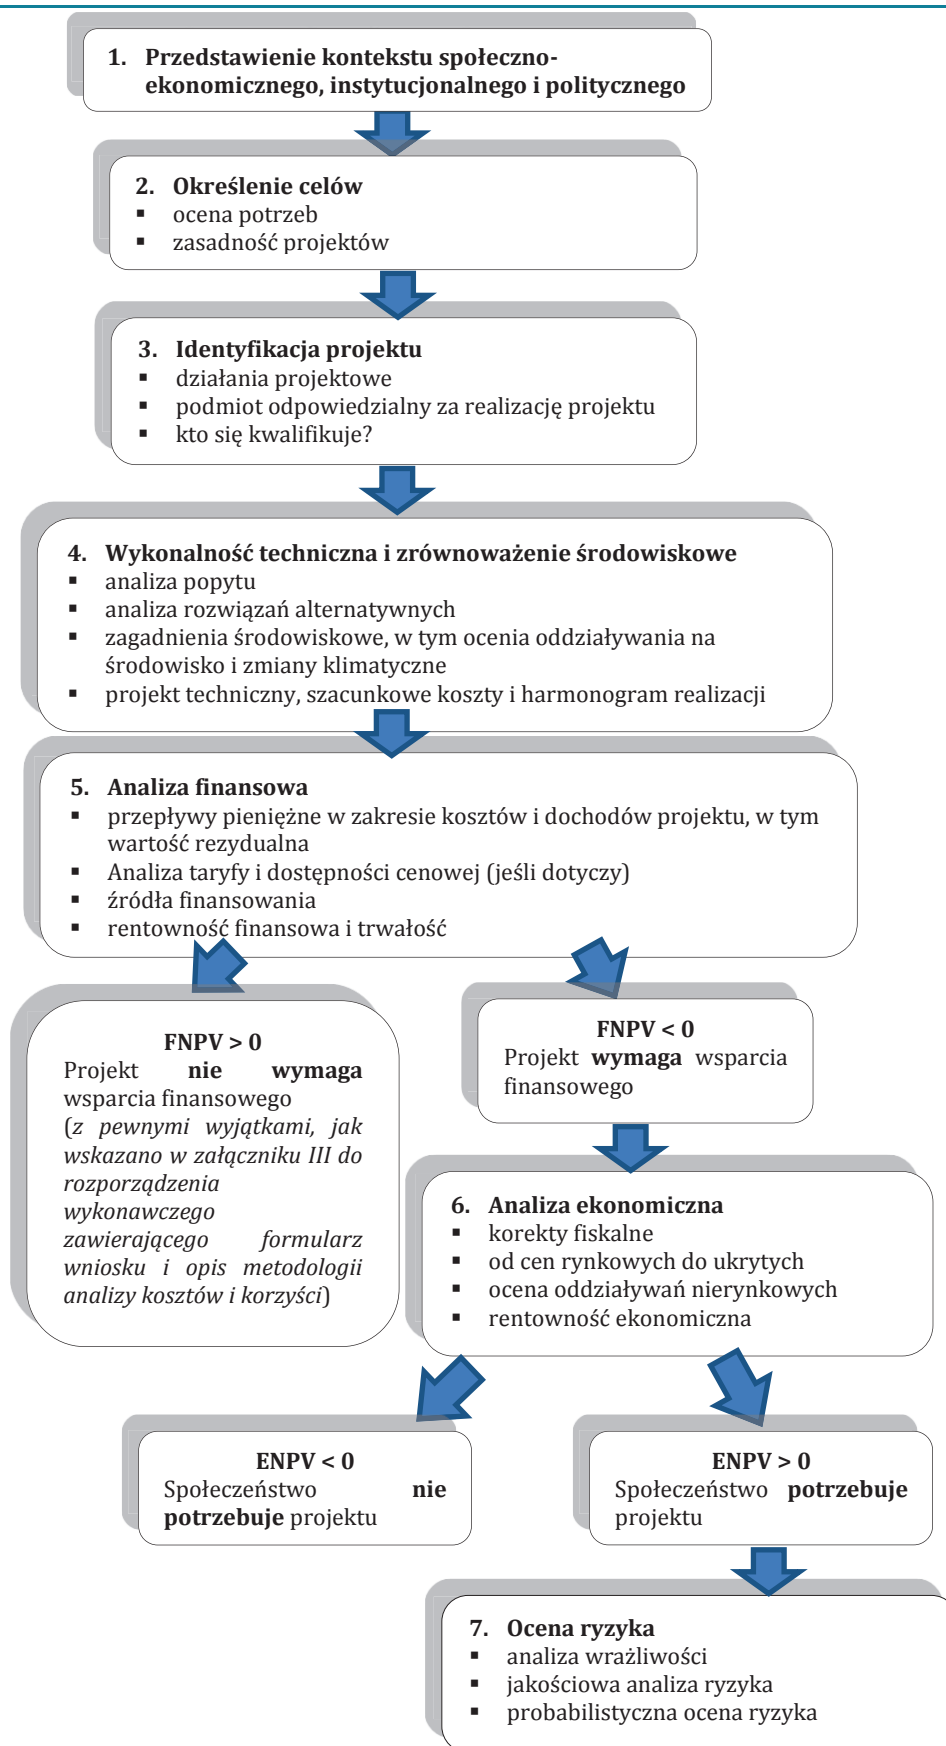 1. Przedstawienie kontekstu społeczno-
ekonomicznego, instytucjonalnego i politycznego
2. Określenie celów
▪ ocena potrzeb
▪ zasadność projektów
3. Identyfikacja projektu
▪ działania projektowe
▪ podmiot odpowiedzialny za realizację projektu
▪ kto się kwalifikuje?
4. Wykonalność techniczna i zrównoważenie środowiskowe
▪ analiza popytu
▪ analiza rozwiązań alternatywnych
▪ zagadnienia środowiskowe, w tym ocenia oddziaływania na
środowisko i zmiany klimatyczne
▪ projekt techniczny, szacunkowe koszty i harmonogram realizacji
5. Analiza finansowa
▪ przepływy pieniężne w zakresie kosztów i dochodów projektu, w tym
wartość rezydualna
▪ Analiza taryfy i dostępności cenowej (jeśli dotyczy)
▪ źródła finansowania
▪ rentowność finansowa i trwałość
FNPV > 0
Projekt nie wymaga
wsparcia finansowego
(z pewnymi wyjątkami, jak
wskazano w załączniku III do
rozporządzenia
wykonawczego
zawierającego formularz
wniosku i opis metodologii
analizy kosztów i korzyści)
FNPV < 0
Projekt wymaga wsparcia
finansowego
6. Analiza ekonomiczna
▪ korekty fiskalne
▪ od cen rynkowych do ukrytych
▪ ocena oddziaływań nierynkowych
▪ rentowność ekonomiczna
ENPV < 0
Społeczeństwo nie
potrzebuje projektu
ENPV > 0
Społeczeństwo potrzebuje
projektu
7. Ocena ryzyka
▪ analiza wrażliwości
▪ jakościowa analiza ryzyka
▪ probabilistyczna ocena ryzyka